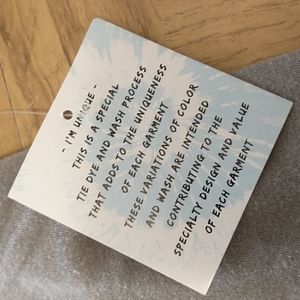 - "I'M UNIQUE" -
THIS IS A SPECIAL
TIE DYE AND WASH PROCESS
THAT ADDS TO THE UNIQUENESS
OF EACH GARMENT
THESE VARIATIONS OF COLOR
AND WASH ARE INTENDED
CONTRIBUTING TO THE
SPECIALTY DESIGN AND VALUE
OF EACH GARMENT